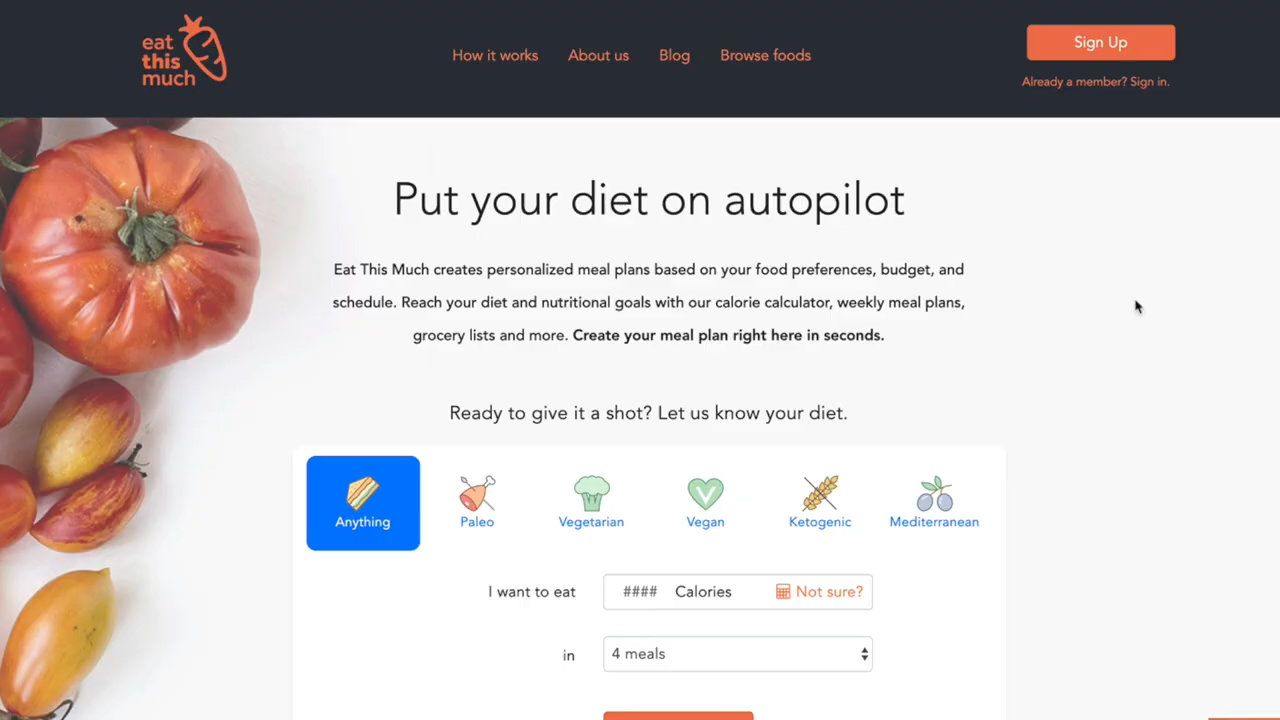 eat
this
much
How it works
About us
Blog
Browse foods
Sign Up
Already a member? Sign in.
Put your diet on autopilot
Eat This Much creates personalized meal plans based on your food preferences, budget, and
schedule. Reach your diet and nutritional goals with our calorie calculator, weekly meal plans,
grocery lists and more. Create your meal plan right here in seconds.
Ready to give it a shot? Let us know your diet.
Anything
Paleo
Vegetarian
Vegan
Ketogenic
Mediterranean
I want to eat
#### Calories
Not sure?
in
4 meals